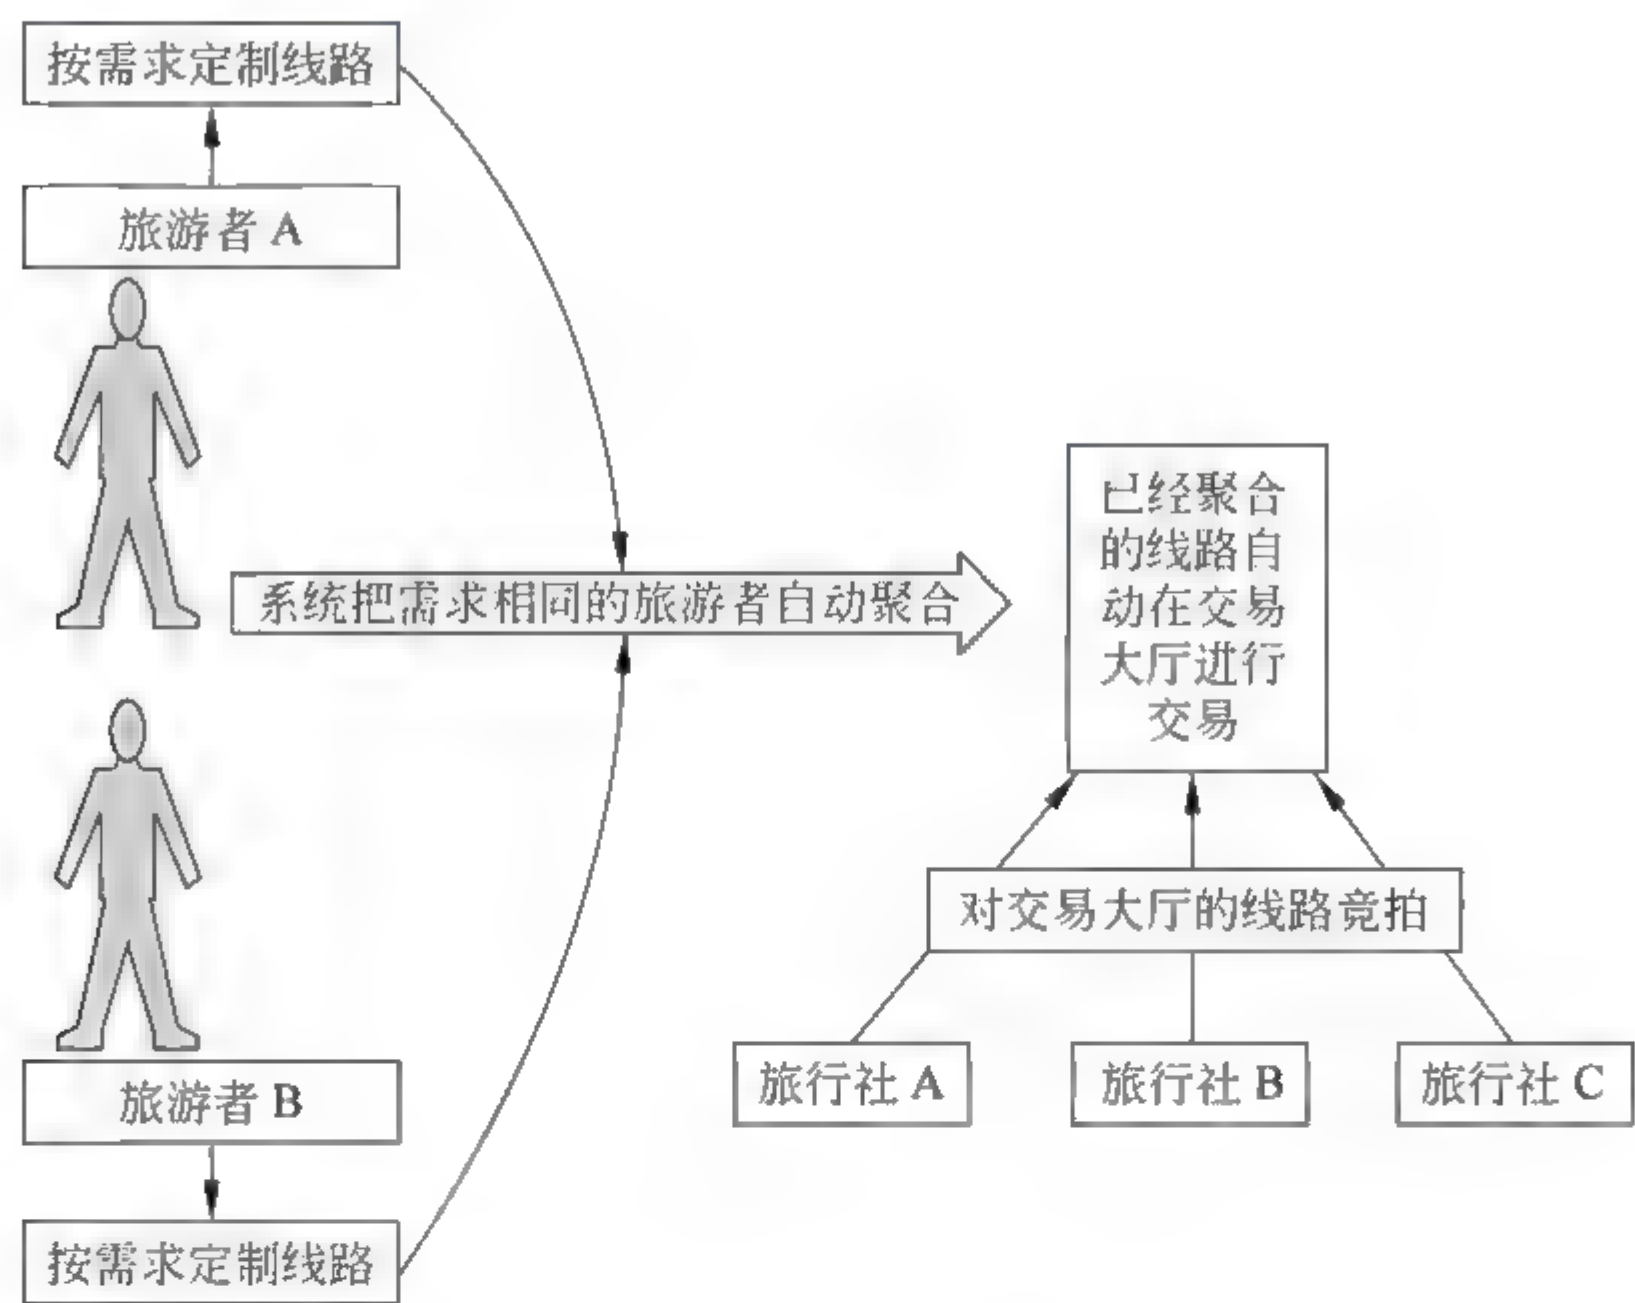 按需求定制线路
旅游者 A
系统把需求相同的旅游者自动聚合
旅游者 B
按需求定制线路
已经聚合
的线路自
动在交易
大厅进行
交易
对交易大厅的线路竞拍
旅行社 A
旅行社 B
旅行社 C